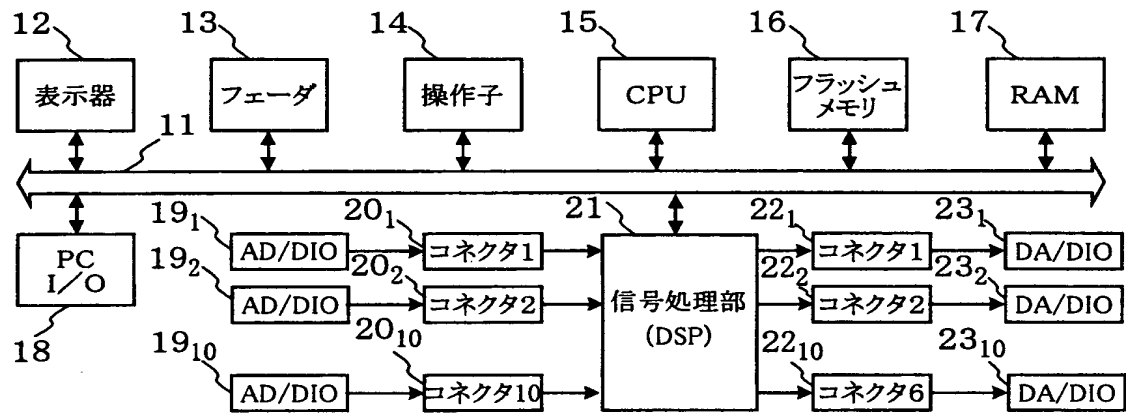 12
13
14
15
16
17
表示器
フェーダ
操作子
CPU
フラッシュ
メモリ
RAM
11
18
PC
I/O
19₁
AD/DIO
20₁
コネクタ1
21
信号処理部
(DSP)
22₁
コネクタ1
23₁
DA/DIO
19₂
AD/DIO
20₂
コネクタ2
22₂
コネクタ2
23₂
DA/DIO
19₁₀
AD/DIO
20₁₀
コネクタ10
22₁₀
コネクタ6
23₁₀
DA/DIO